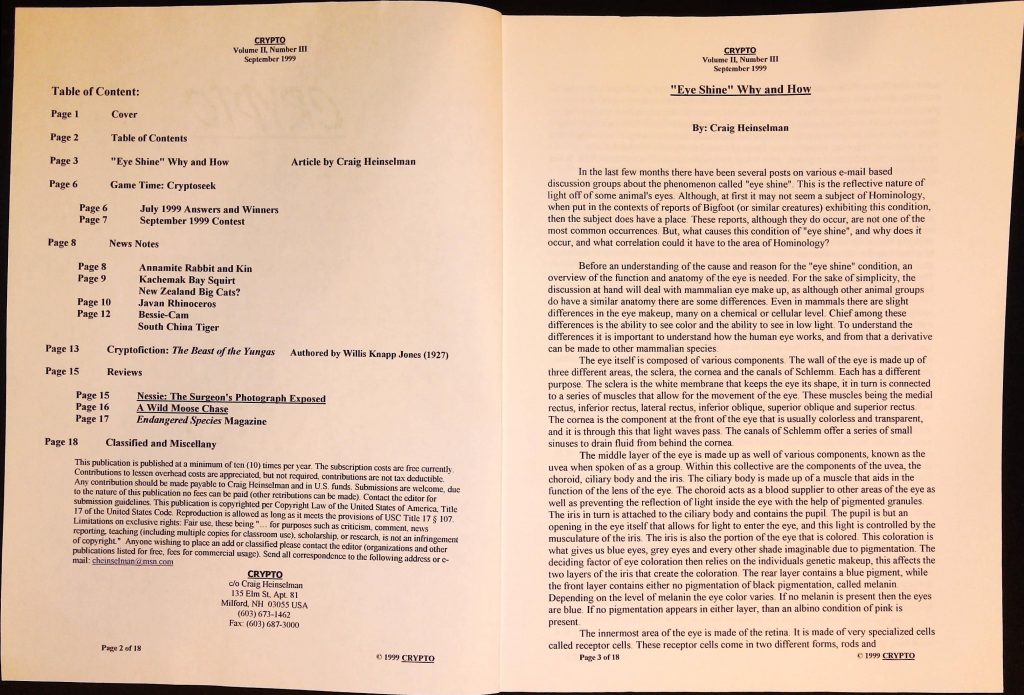 CRYPTO
Volume II, Number III
September 1999
Table of Content:
Page 1 Cover
Page 2 Table of Contents
Page 3 "Eye Shine" Why and How Article by Craig Heinselman
Page 6 Game Time: Cryptoseek
Page 6 July 1999 Answers and Winners
Page 7 September 1999 Contest
Page 8 News Notes
Page 8 Annamite Rabbit and Kin
Page 9 Kachemak Bay Squirt
New Zealand Big Cats?
Page 10 Javan Rhinoceros
Page 12 Bessie-Cam
South China Tiger
Page 13 Cryptofiction: The Beast of the Yungas Authored by Willis Knapp Jones (1927)
Page 15 Reviews
Page 15 Nessie: The Surgeon's Photograph Exposed
Page 16 A Wild Moose Chase
Page 17 Endangered Species Magazine
Page 18 Classified and Miscellany
This publication is published at a minimum of ten (10) times per year. The subscription costs are free currently.
Contributions to lessen overhead costs are appreciated, but not required, contributions are not tax deductible.
Any contribution should be made payable to Craig Heinselman and in U.S. funds. Submissions are welcome, due
to the nature of this publication no fees can be paid (other retributions can be made). Contact the editor for
submission guidelines. This publication is copyrighted per Copyright Law of the United States of America, Title
17 of the United States Code. Reproduction is allowed as long as it meets the provisions of USC Title 17 § 107.
Limitations on exclusive rights: Fair use, these being "... for purposes such as criticism, comment, news
reporting, teaching (including multiple copies for classroom use), scholarship, or research, is not an infringement
of copyright." Anyone wishing to place an add or classified please contact the editor (organizations and other
publications listed for free, fees for commercial usage). Send all correspondence to the following address or e-
mail: cheinselman@msn.com
CRYPTO
c/o Craig Heinselman
135 Elm St, Apt. 81
Milford, NH 03055 USA
(603) 673-1462
Fax: (603) 687-3000
Page 2 of 18
© 1999 CRYPTO
CRYPTO
Volume II, Number III
September 1999
"Eye Shine" Why and How
By: Craig Heinselman
In the last few months there have been several posts on various e-mail based
discussion groups about the phenomenon called "eye shine". This is the reflective nature of
light off of some animal's eyes. Although, at first it may not seem a subject of Hominology,
when put in the contexts of reports of Bigfoot (or similar creatures) exhibiting this condition,
then the subject does have a place. These reports, although they do occur, are not one of the
most common occurrences. But, what causes this condition of "eye shine", and why does it
occur, and what correlation could it have to the area of Hominology?
Before an understanding of the cause and reason for the "eye shine" condition, an
overview of the function and anatomy of the eye is needed. For the sake of simplicity, the
discussion at hand will deal with mammalian eye make up, as although other animal groups
do have a similar anatomy there are some differences. Even in mammals there are slight
differences in the eye makeup, many on a chemical or cellular level. Chief among these
differences is the ability to see color and the ability to see in low light. To understand the
differences it is important to understand how the human eye works, and from that a derivative
can be made to other mammalian species.
The eye itself is composed of various components. The wall of the eye is made up of
three different areas, the sclera, the cornea and the canals of Schlemm. Each has a different
purpose. The sclera is the white membrane that keeps the eye its shape, it in turn is connected
to a series of muscles that allow for the movement of the eye. These muscles being the medial
rectus, inferior rectus, lateral rectus, inferior oblique, superior oblique and superior rectus.
The cornea is the component at the front of the eye that is usually colorless and transparent,
and it is through this that light waves pass. The canals of Schlemm offer a series of small
sinuses to drain fluid from behind the cornea.
The middle layer of the eye is made up as well of various components, known as the
uvea when spoken of as a group. Within this collective are the components of the uvea, the
choroid, ciliary body and the iris. The ciliary body is made up of a muscle that aids in the
function of the lens of the eye. The choroid acts as a blood supplier to other areas of the eye as
well as preventing the reflection of light inside the eye with the help of pigmented granules.
The iris in turn is attached to the ciliary body and contains the pupil. The pupil is but an
opening in the eye itself that allows for light to enter the eye, and this light is controlled by the
musculature of the iris. The iris is also the portion of the eye that is colored. This coloration is
what gives us blue eyes, grey eyes and every other shade imaginable due to pigmentation. The
deciding factor of eye coloration then relies on the individuals genetic makeup, this affects the
two layers of the iris that create the coloration. The rear layer contains a blue pigment, while
the front layer contains either no pigmentation of black pigmentation, called melanin.
Depending on the level of melanin the eye color varies. If no melanin is present then the eyes
are blue. If no pigmentation appears in either layer, than an albino condition of pink is
present.
The innermost area of the eye is made of the retina. It is made of very specialized cells
called receptor cells. These receptor cells come in two different forms, rods and
Page 3 of 18
© 1999 CRYPTO